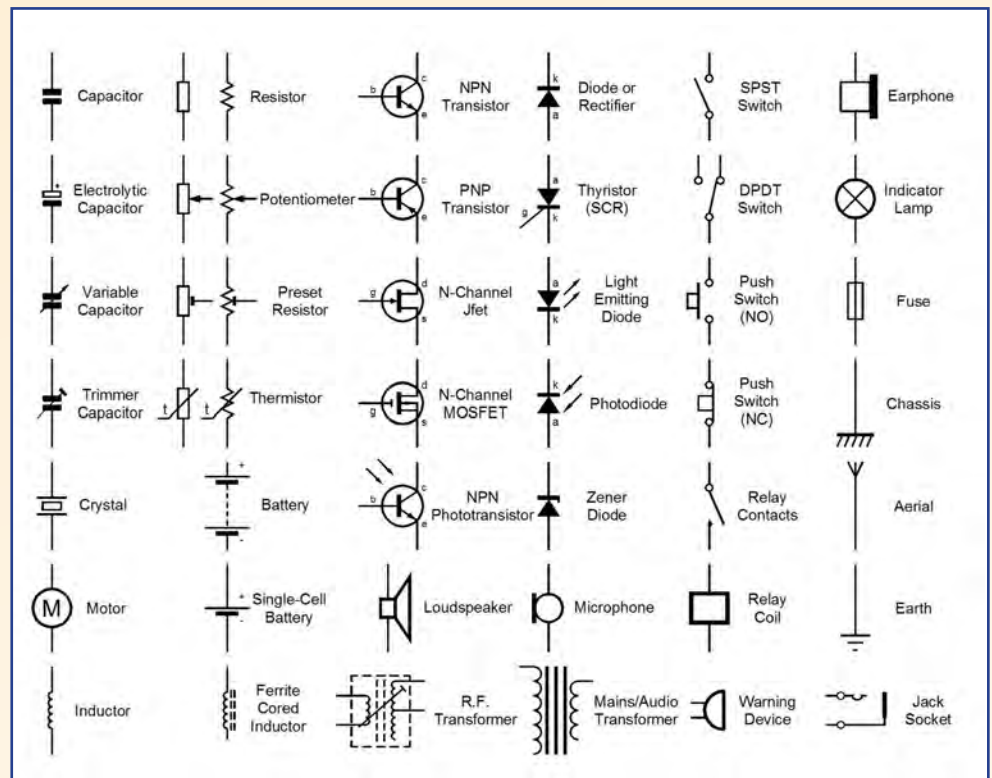 c
k
Capacitor
Resistor
b
NPN
Transistor
Diode or
Rectifier
SPST
Switch
Earphone
e
a
+
c
a
Electrolytic
Capacitor
Potentiometer
b
PNP
Transistor
Thyristor
(SCR)
DPDT
Switch
Indicator
Lamp
e
g
k
d
a
Variable
Capacitor
Preset
Resistor
g
N-Channel
Jfet
Light
Emitting
Diode
Push
Switch
(NO)
Fuse
s
k
d
k
Trimmer
Capacitor
t
t
Thermistor
g
N-Channel
MOSFET
Photodiode
Push
Switch
(NC)
Chassis
s
a
+
c
Crystal
Battery
b
NPN
Phototransistor
Zener
Diode
Relay
Contacts
Aerial
-
e
M
Motor
+
-
Single-Cell
Battery
Loudspeaker
Microphone
Relay
Coil
Earth
Inductor
Ferrite
Cored
Inductor
R.F.
Transformer
Mains/Audio
Transformer
Warning
Device
Jack
Socket